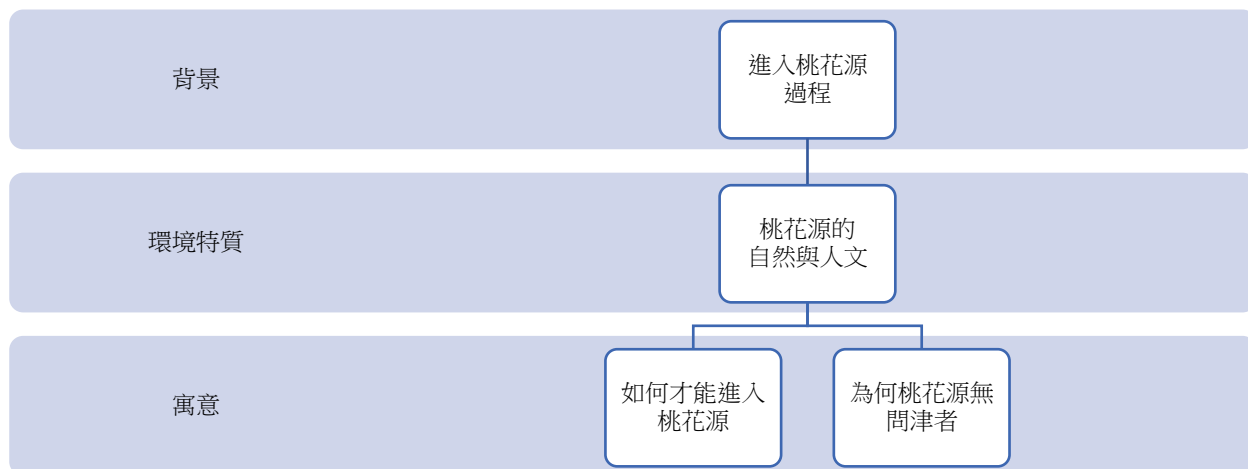 背景
進入桃花源
過程
環境特質
桃花源的
自然與人文
寓意
如何才能進入
桃花源
為何桃花源無
問津者